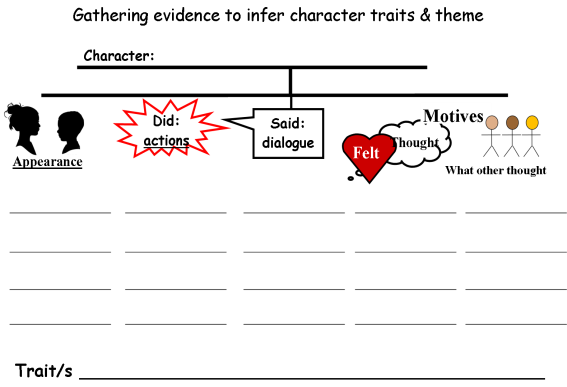 Gathering evidence to infer character traits & theme
Character:
Appearance
Did:
actions
Said:
dialogue
Felt
Thought
Motives
What other thought
Trait/s